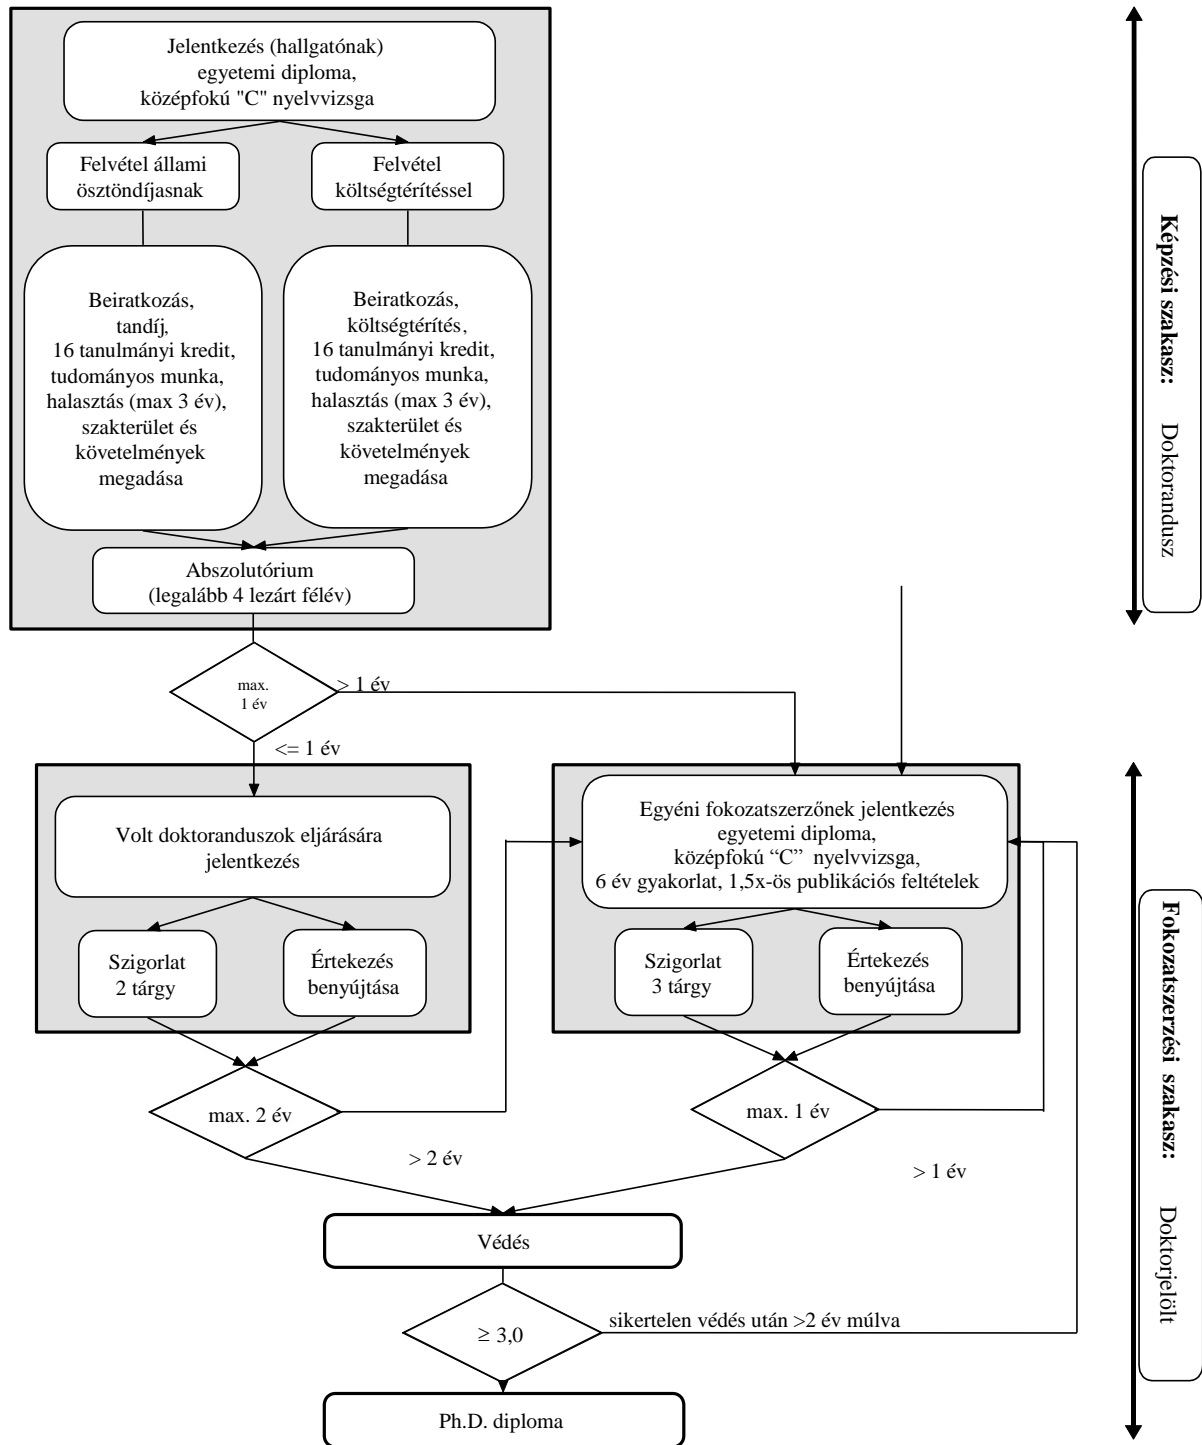 Jelentkezés (hallgatónak)
egyetemi diploma,
középfokú "C" nyelvvizsga
Felvétel állami
ösztöndíjasnak
Felvétel
költségtérítéssel
Beiratkozás,
tandíj,
16 tanulmányi kredit,
tudományos munka,
halasztás (max 3 év),
szakterület és
követelmények
megadása
Beiratkozás,
költségtérítés,
16 tanulmányi kredit,
tudományos munka,
halasztás (max 3 év),
szakterület és
követelmények
megadása
Abszolutórium
(legalább 4 lezárt félév)
Képzési szakasz: Doktorandusz
max.
1 év
> 1 év
<= 1 év
Volt doktoranduszok eljárására
jelentkezés
Szigorlat
2 tárgy
Értekezés
benyújtása
Egyéni fokozatszerzőnek jelentkezés
egyetemi diploma,
középfokú “C” nyelvvizsga,
6 év gyakorlat, 1,5x-ös publikációs feltételek
Szigorlat
3 tárgy
Értekezés
benyújtása
max. 2 év
> 2 év
max. 1 év
> 1 év
Fokozatszerzési szakasz: Doktorjelölt
Védés
≥ 3,0
sikertelen védés után >2 év múlva
Ph.D. diploma